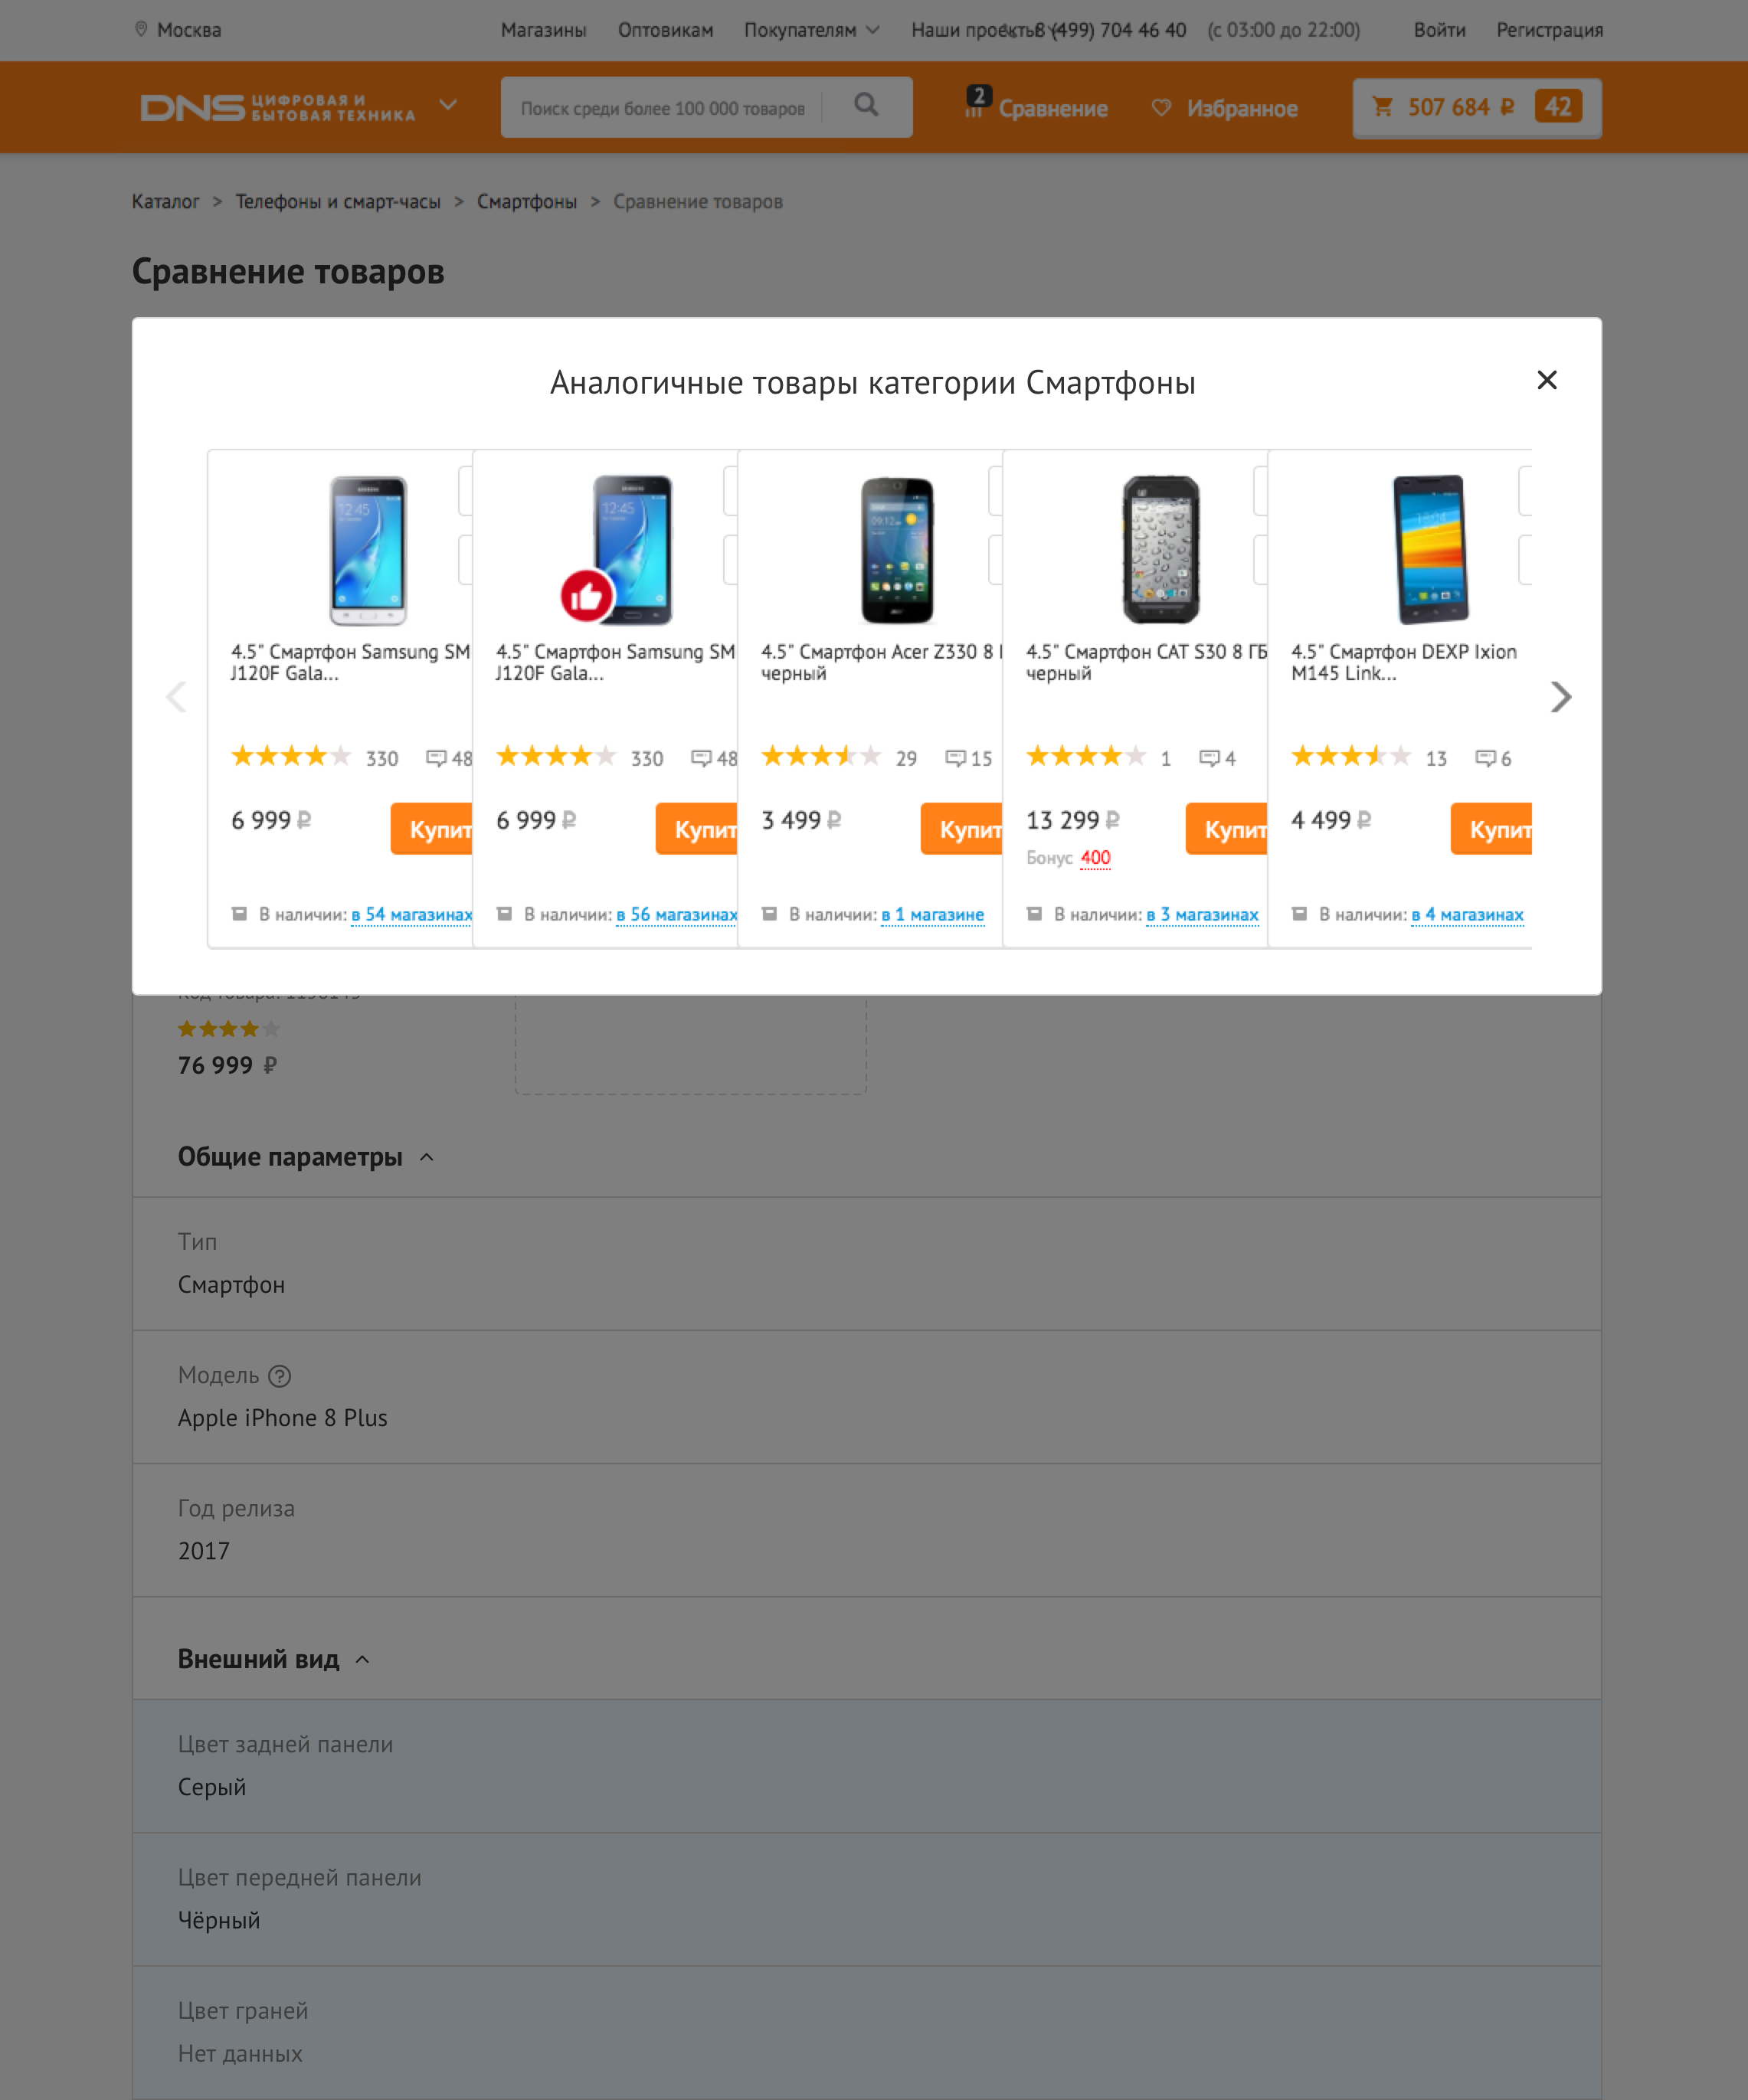 Москва
Магазины Оптовикам Покупателям Наши проекты 8 (499) 704 46 40 (с 03:00 до 22:00) Войти Регистрация
DNS ЦИФРОВАЯ И
БЫТОВАЯ ТЕХНИКА
Поиск среди более 100 000 товаров
2
Сравнение
Избранное
507 684 ₽ 42
Каталог > Телефоны и смарт-часы > Смартфоны > Сравнение товаров
Сравнение товаров
Аналогичные товары категории Смартфоны
4.5" Смартфон Samsung SM
J120F Gala...
330 48
6 999 ₽
Купит
В наличии: в 54 магазинах
4.5" Смартфон Samsung SM
J120F Gala...
330 48
6 999 ₽
Купит
В наличии: в 56 магазинах
4.5" Смартфон Acer Z330 8
черный
29 15
3 499 ₽
Купит
В наличии: в 1 магазине
4.5" Смартфон CAT S30 8 ГБ
черный
1 4
13 299 ₽
Купит
Бонус 400
В наличии: в 3 магазинах
4.5" Смартфон DEXP Ixion
M145 Link...
13 6
4 499 ₽
Купит
В наличии: в 4 магазинах
76 999 ₽
Общие параметры
Тип
Смартфон
Модель ?
Apple iPhone 8 Plus
Год релиза
2017
Внешний вид
Цвет задней панели
Серый
Цвет передней панели
Чёрный
Цвет граней
Нет данных